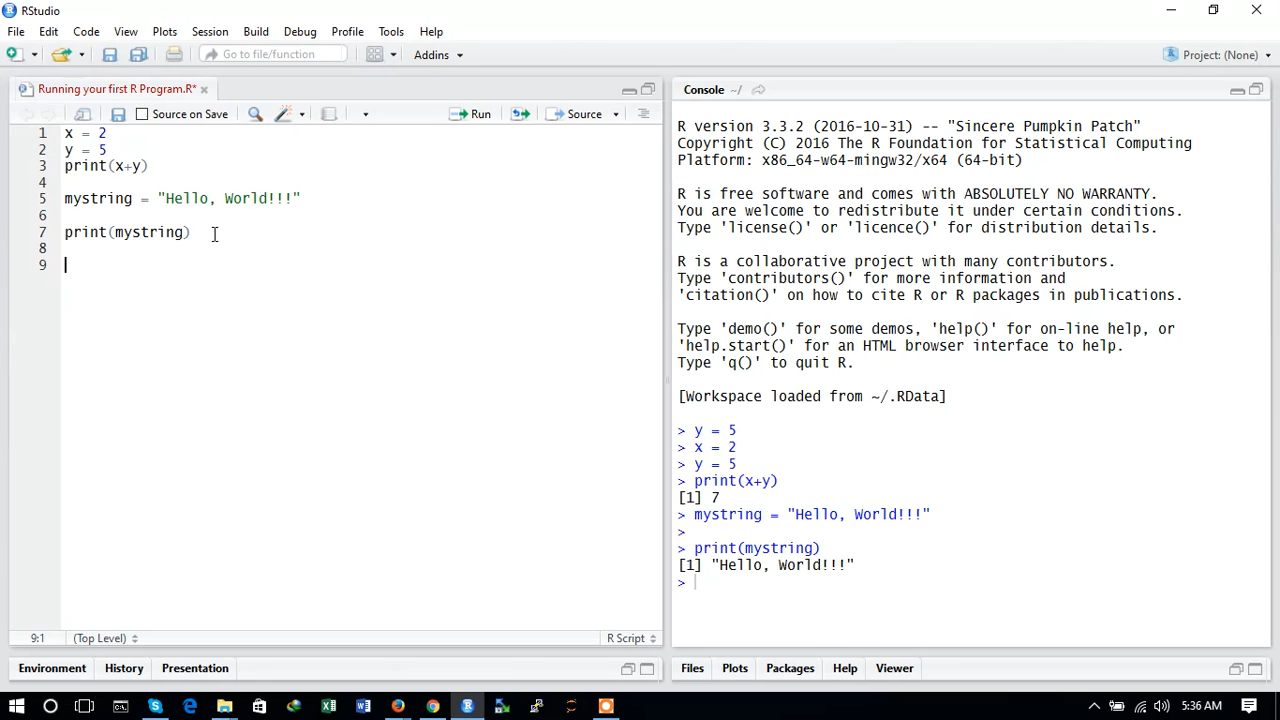 RStudio
File Edit Code View Plots Session Build Debug Profile Tools Help
Go to file/function Addins Project: (None)
Running your first R Program.R*
Source on Save Run Source
1 x = 2
2 y = 5
3 print(x+y)
4
5 mystring = "Hello, World!!!"
6
7 print(mystring)
8
9
9:1 (Top Level) R Script
Environment History Presentation
Console ~/
R version 3.3.2 (2016-10-31) -- "Sincere Pumpkin Patch"
Copyright (C) 2016 The R Foundation for Statistical Computing
Platform: x86_64-w64-mingw32/x64 (64-bit)
R is free software and comes with ABSOLUTELY NO WARRANTY.
You are welcome to redistribute it under certain conditions.
Type 'license()' or 'licence()' for distribution details.
R is a collaborative project with many contributors.
Type 'contributors()' for more information and
'citation()' on how to cite R or R packages in publications.
Type 'demo()' for some demos, 'help()' for on-line help, or
'help.start()' for an HTML browser interface to help.
Type 'q()' to quit R.
[Workspace loaded from ~/.RData]
> y = 5
> x = 2
> y = 5
> print(x+y)
[1] 7
> mystring = "Hello, World!!!"
>
> print(mystring)
[1] "Hello, World!!!"
>
Files Plots Packages Help Viewer
5:36 AM